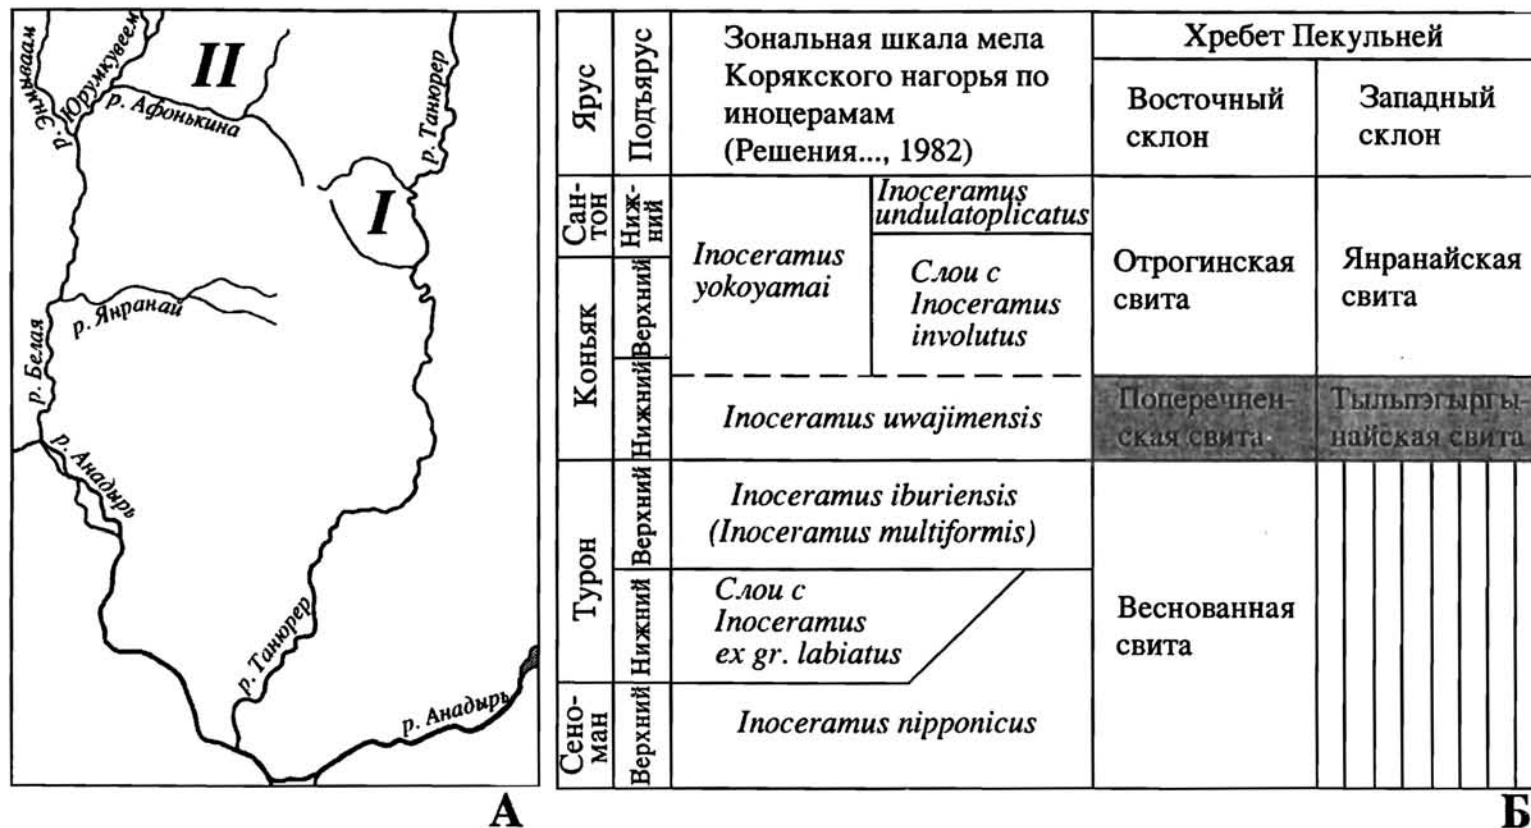 р. Энмываам
р. Юрумкувеем
II
р. Афонькина
р. Танюрер
I
р. Янранай
р. Белая
р. Анадырь
р. Танюрер
р. Анадырь
А
Ярус
Подъярус
Зональная шкала мела
Корякского нагорья по
иноцерамам
(Решения..., 1982)
Хребет Пекульней
Восточный
склон
Западный
склон
Сан-
тон
Ниж-
ний
Inoceramus
yokoyamai
Inoceramus
undulatoplicatus
Слои с
Inoceramus
involutus
Отрогинская
свита
Янранайская
свита
Коньяк
Верхний
Нижний
Inoceramus uwajimensis
Поперечнен-
ская свита
Тыльпэгыргы-
найская свита
Турон
Верхний
Inoceramus iburiensis
(Inoceramus multiformis)
Нижний
Слои с
Inoceramus
ex gr. labiatus
Веснованная
свита
Сено-
ман
Верхний
Inoceramus nipponicus
Б